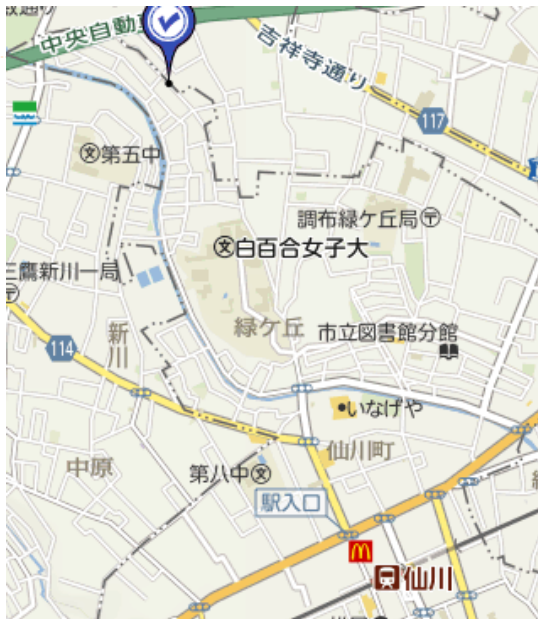 中央自動
吉祥寺通り
117
第五中
調布緑ケ丘局
白百合女子大
三鷹新川一局
緑ケ丘
新川
市立図書館分館
114
いなげや
仙川町
中原
第八中
駅入口
仙川